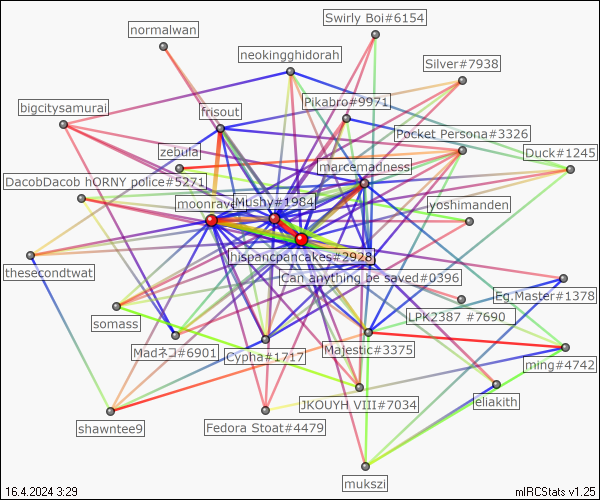 Swirly Boi#6154
normalwan
neokingghidorah
Silver#7938
bigcitysamurai
Pikabro#9971
frisout
Pocket Persona#3326
zebula
Duck#1245
marcemadness
DacobDacob hORNY police#5271
moonrave
Mushy#1984
yoshimanden
hispancpancakes#2928
thesecondtwat
Can anything be saved#0396
Eg.Master#1378
somass
LPK2387 #7690
Madネコ#6901
Cypha#1717
Majestic#3375
ming#4742
JKOUYH VIII#7034
eliakith
shawntee9
Fedora Stoat#4479
mukszi
16.4.2024 3:29
mIRCStats v1.25